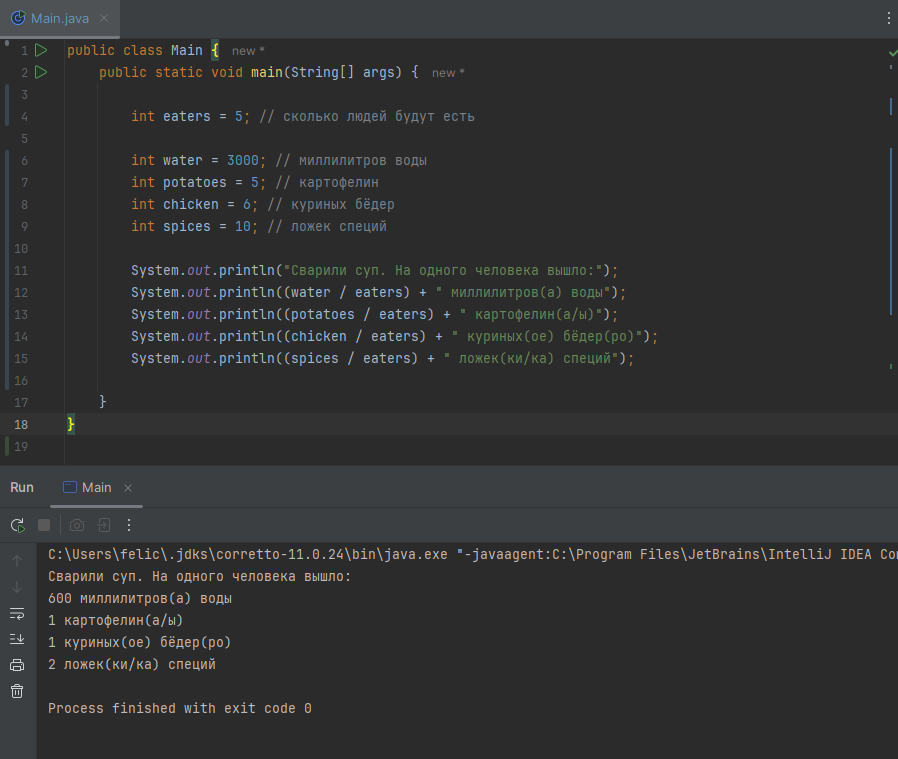 Main.java
1 public class Main { new *
2 public static void main(String[] args) { new *
3
4 int eaters = 5; // сколько людей будут есть
5
6 int water = 3000; // миллилитров воды
7 int potatoes = 5; // картофелин
8 int chicken = 6; // куриных бёдер
9 int spices = 10; // ложек специй
10
11 System.out.println("Сварили суп. На одного человека вышло:");
12 System.out.println((water / eaters) + " миллилитров(а) воды");
13 System.out.println((potatoes / eaters) + " картофелин(а/ы)");
14 System.out.println((chicken / eaters) + " куриных(ое) бёдер(ро)");
15 System.out.println((spices / eaters) + " ложек(ки/ка) специй");
16
17 }
18 }
19
Run Main
C:\Users\felic\.jdks\corretto-11.0.24\bin\java.exe "-javaagent:C:\Program Files\JetBrains\IntelliJ IDEA
Сварили суп. На одного человека вышло:
600 миллилитров(а) воды
1 картофелин(а/ы)
1 куриных(ое) бёдер(ро)
2 ложек(ки/ка) специй
Process finished with exit code 0